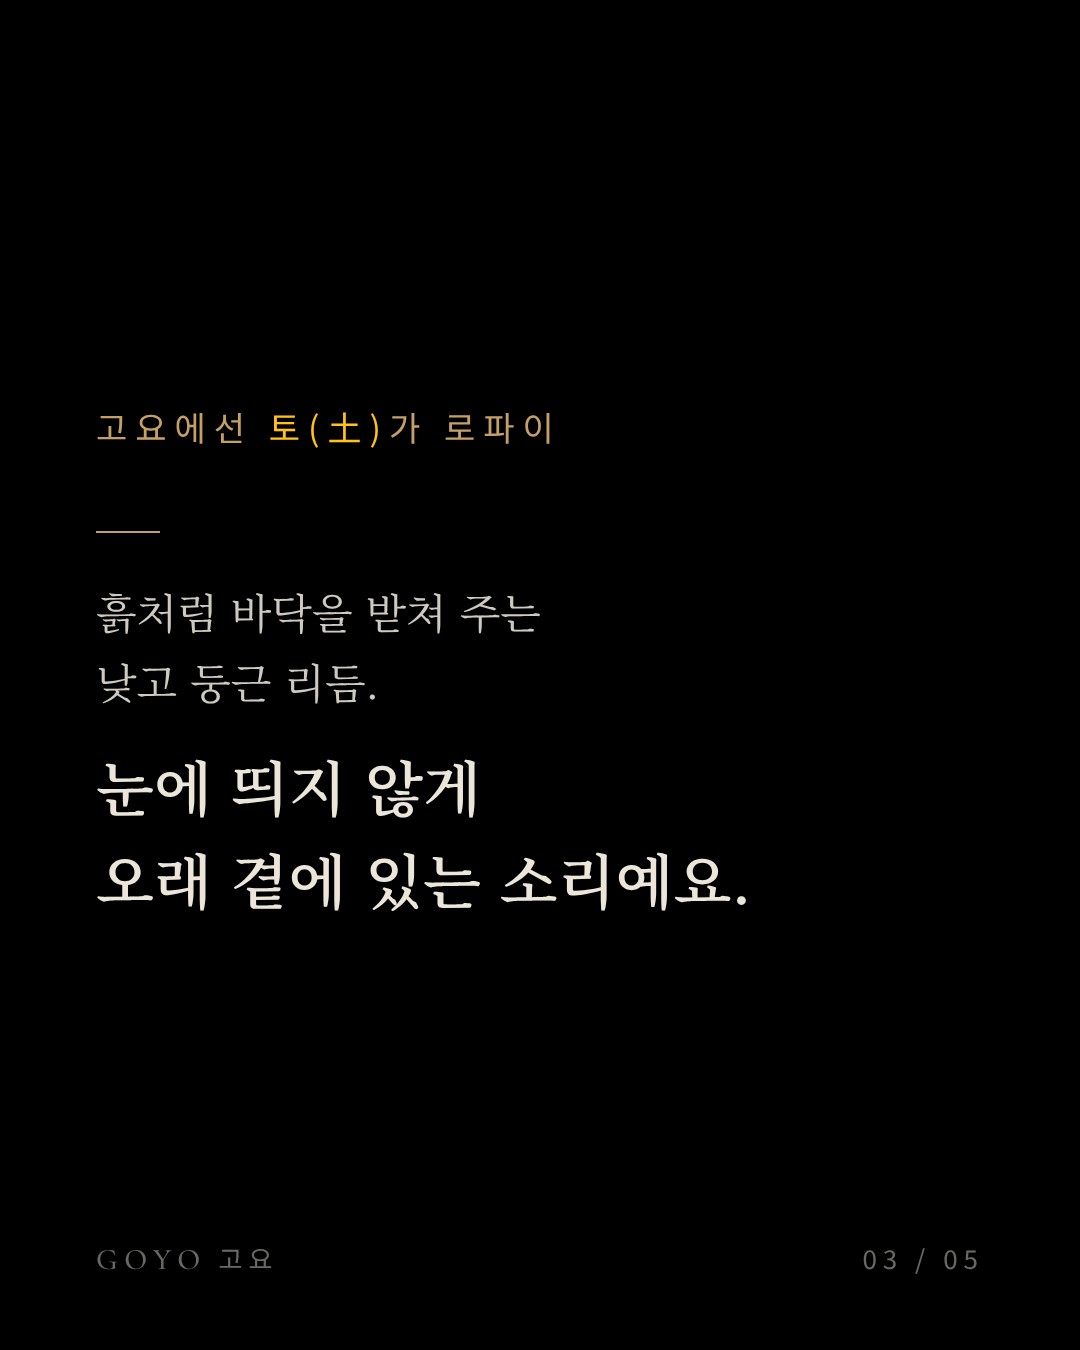 고요에선 토(土)가 로파이
흙처럼 바닥을 받쳐 주는
낮고 둥근 리듬.
눈에 띄지 않게
오래 곁에 있는 소리예요.
GOYO 고요
03 / 05